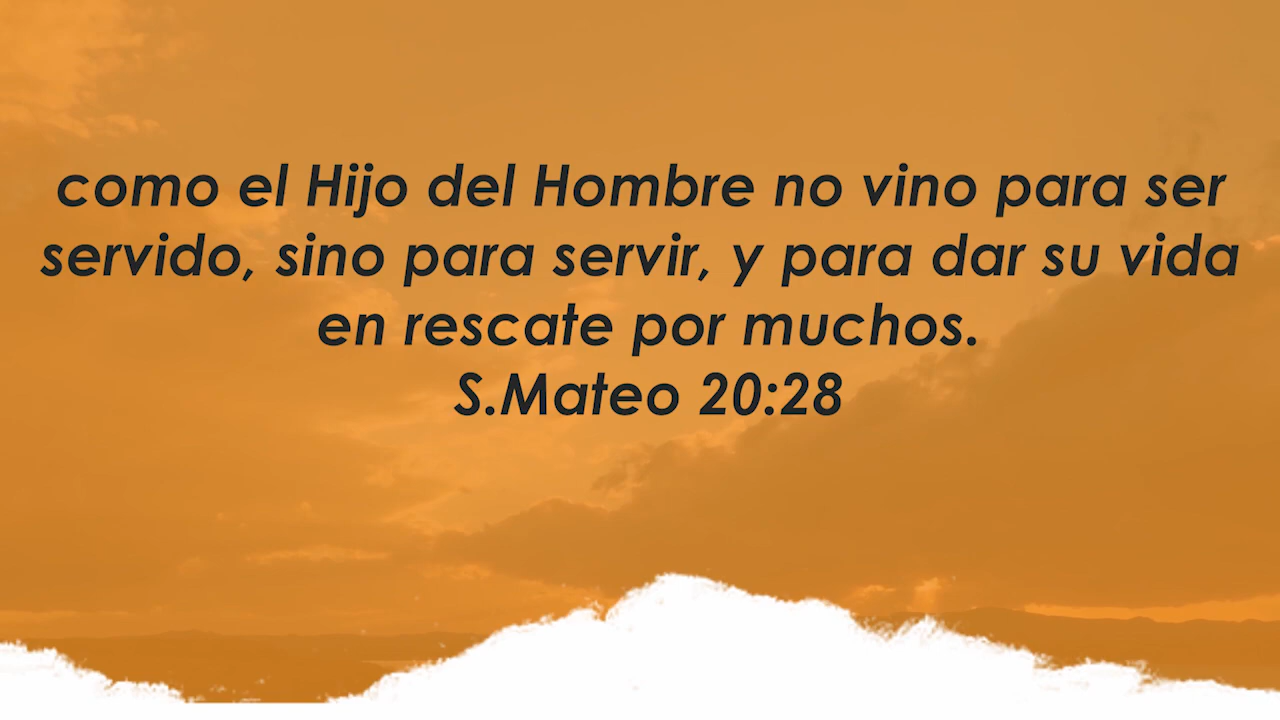 como el Hijo del Hombre no vino para ser
servido, sino para servir, y para dar su vida
en rescate por muchos.
S.Mateo 20:28